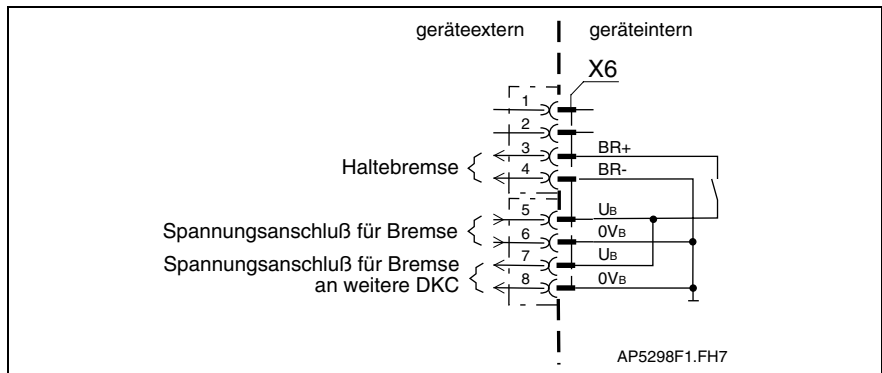 geräteextern geräteintern
X6
1
2
3 BR+
Haltebremse
4 BR-
5 UB
Spannungsanschluß für Bremse
6 0VB
7 UB
Spannungsanschluß für Bremse
an weitere DKC
8 0VB
AP5298F1.FH7